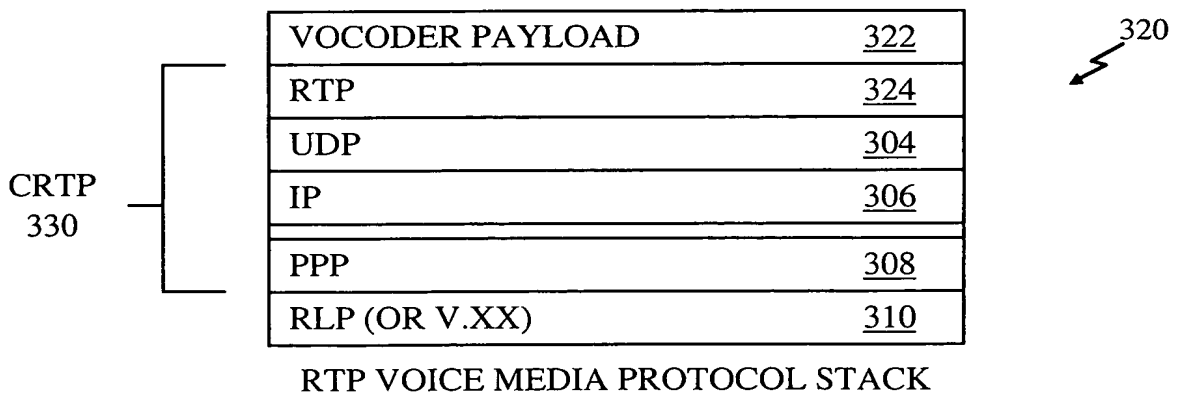 VOCODER PAYLOAD 322
320
RTP 324
UDP 304
CRTP
330
IP 306
PPP 308
RLP (OR V.XX) 310
RTP VOICE MEDIA PROTOCOL STACK